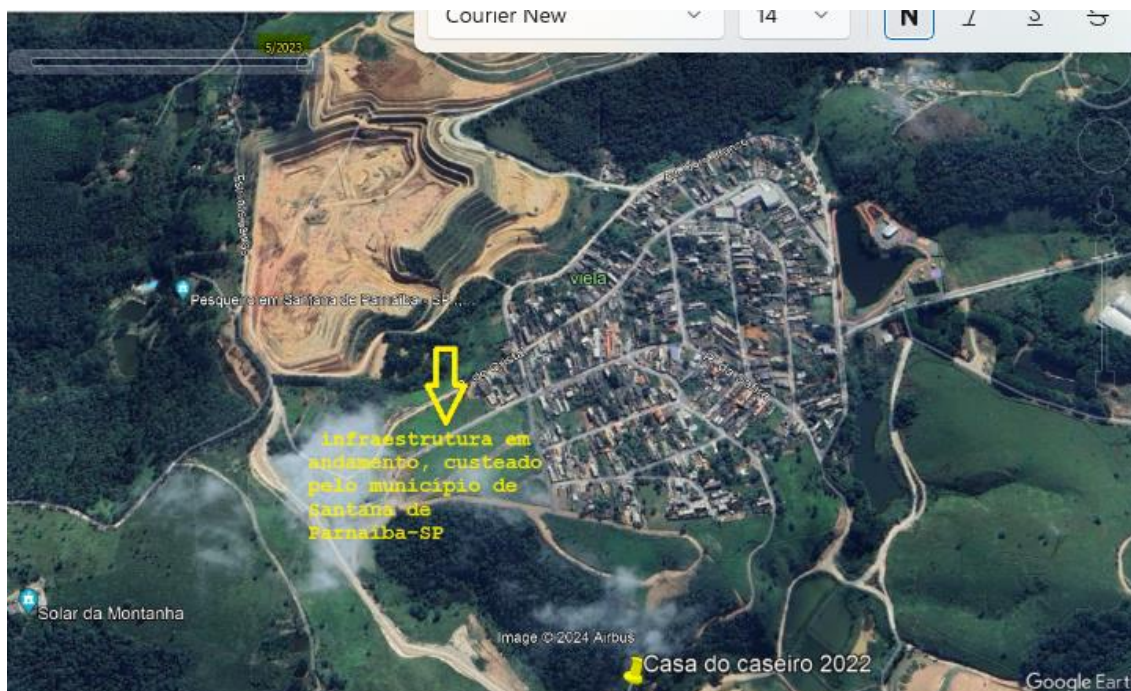 Courier New
14
N
I
S
S
5/2023
viela
Pesqueiro em Santana de Parnaíba - SP ....
infraestrutura em
andamento, custeado
pelo município de
Santana de
Parnaíba-SP
Solar da Montanha
Image © 2024 Airbus
Casa do caseiro 2022
Google Eart